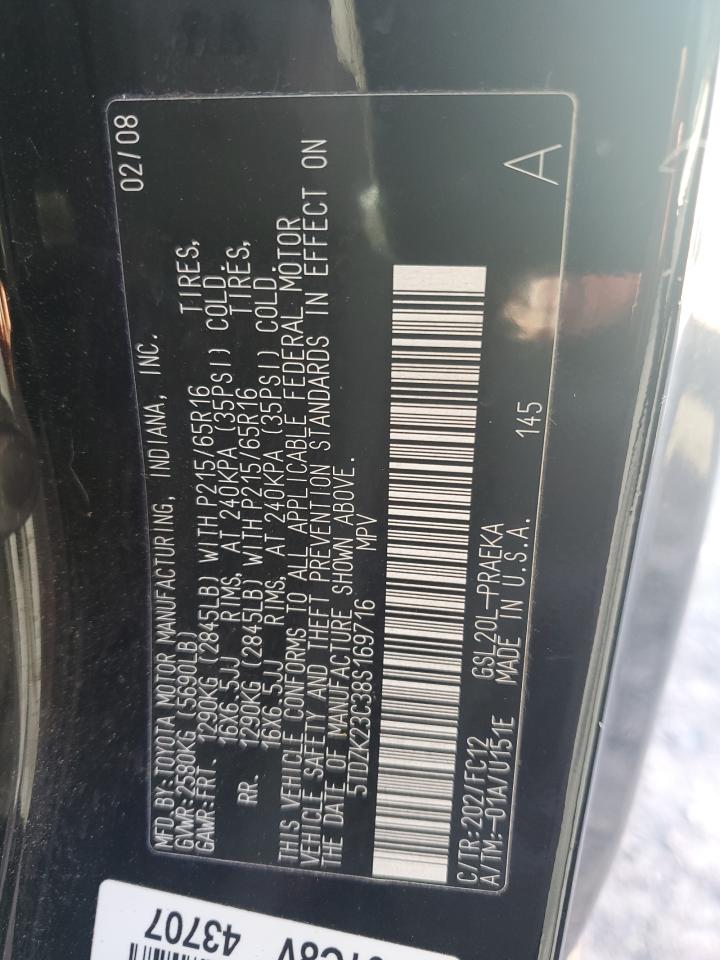 MFD.BY:TOYOTA MOTOR MANUFACTURING, INDIANA, INC. 02/08
GVWR:2580KG (5690LB)
GAWR:FRT. 1290KG (2845LB) WITH P215/65R16 TIRES,
16X6.5JJ RIMS, AT 240KPA (35PSI) COLD.
RR. 1290KG (2845LB) WITH P215/65R16 TIRES,
16X6.5JJ RIMS, AT 240KPA (35PSI) COLD.
THIS VEHICLE CONFORMS TO ALL APPLICABLE FEDERAL MOTOR
VEHICLE SAFETY AND THEFT PREVENTION STANDARDS IN EFFECT ON
THE DATE OF MANUFACTURE SHOWN ABOVE.
5TDZK23C38S169716 MPV
C/TR:202/FC12 GSL20L-PRAEKA
A/TM:-01A/U151E MADE IN U.S.A. 145 A
43707